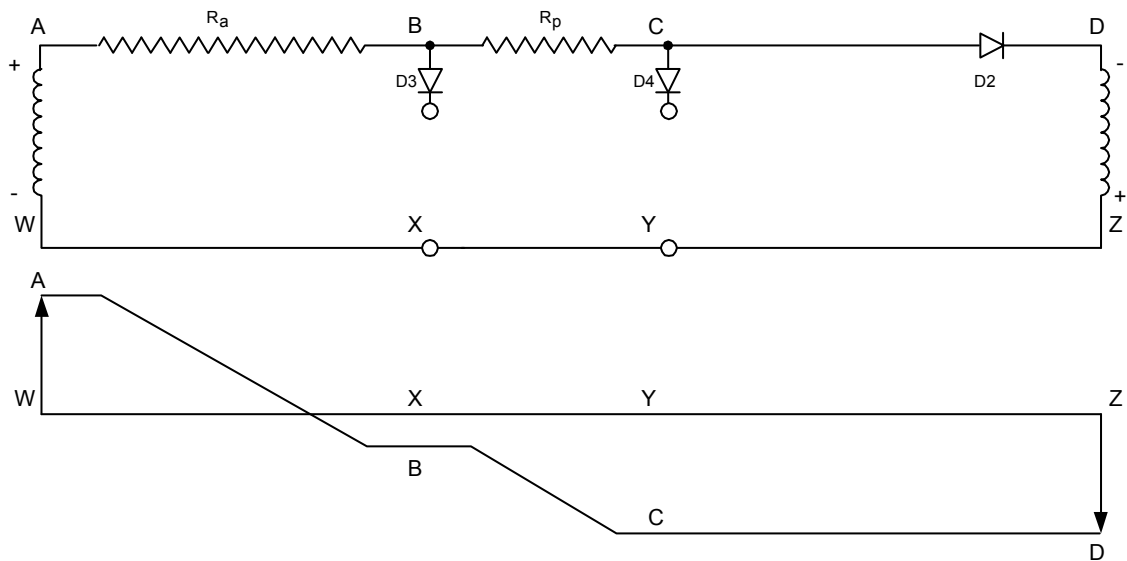 A Rₐ B Rₚ C D
+ D3 D4 D2 -
- +
W X Y Z
A
W X Y Z
B
C
D